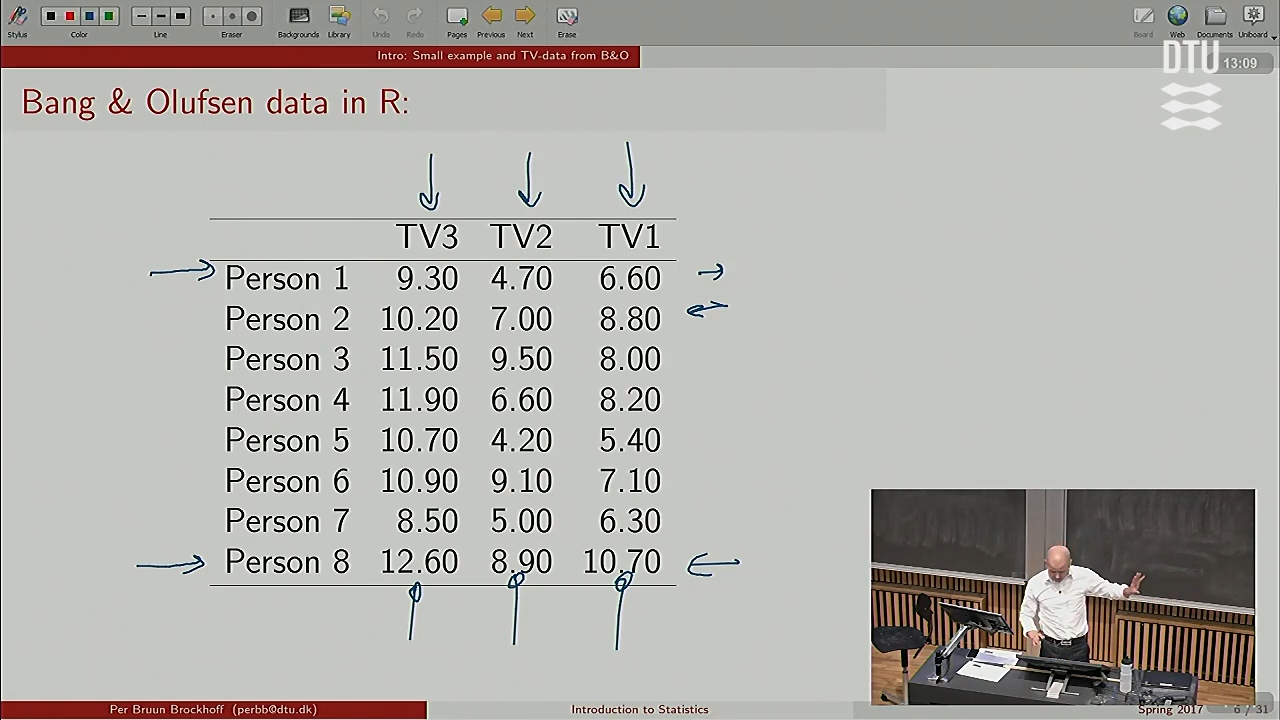 Stylus Color Line Eraser Backgrounds Library Undo Redo Pages Previous Next Erase Board Web Documents Uniboard
Intro: Small example and TV-data from B&O
DTU
13:09
Bang & Olufsen data in R:
TV3 TV2 TV1
Person 1 9.30 4.70 6.60
Person 2 10.20 7.00 8.80
Person 3 11.50 9.50 8.00
Person 4 11.90 6.60 8.20
Person 5 10.70 4.20 5.40
Person 6 10.90 9.10 7.10
Person 7 8.50 5.00 6.30
Person 8 12.60 8.90 10.70
Per Bruun Brockhoff (perbb@dtu.dk) Introduction to Statistics Spring 2017 6 / 31